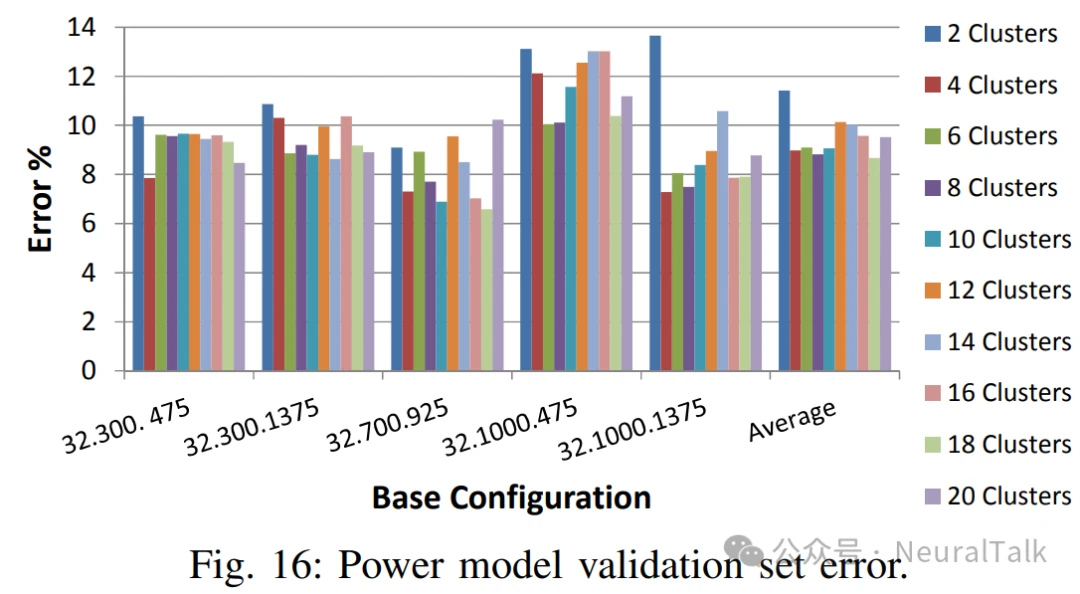 14
12
10
8
6
4
2
0
Error %
32.300. 475
32.300.1375
32.700.925
32.1000.475
32.1000.1375
Average
Base Configuration
2 Clusters
4 Clusters
6 Clusters
8 Clusters
10 Clusters
12 Clusters
14 Clusters
16 Clusters
18 Clusters
20 Clusters
Fig. 16: Power model validation set error.
公众号 · NeuralTalk